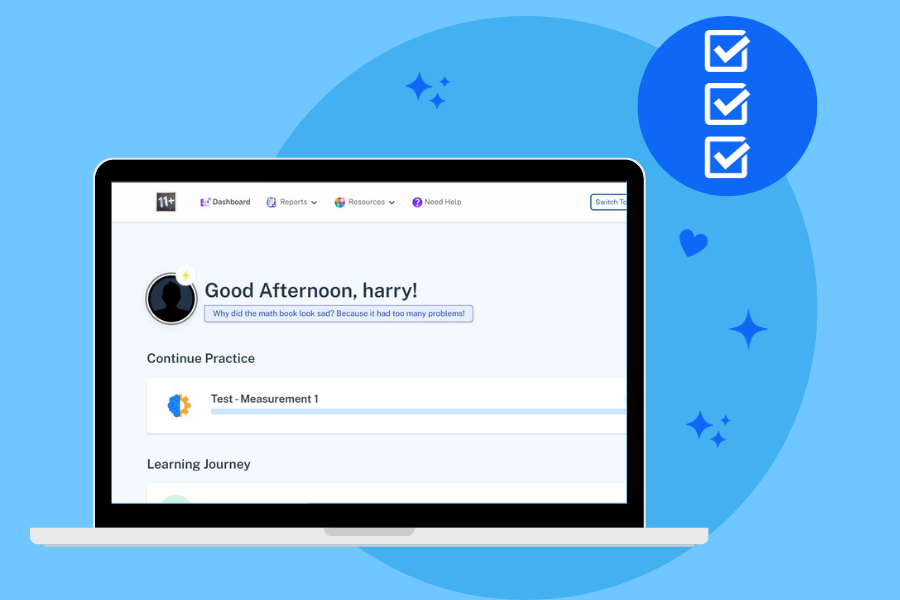 11+ Dashboard Reports Resources Need Help Switch
Good Afternoon, harry!
Why did the math book look sad? Because it had too many problems!
Continue Practice
Test - Measurement 1
Learning Journey